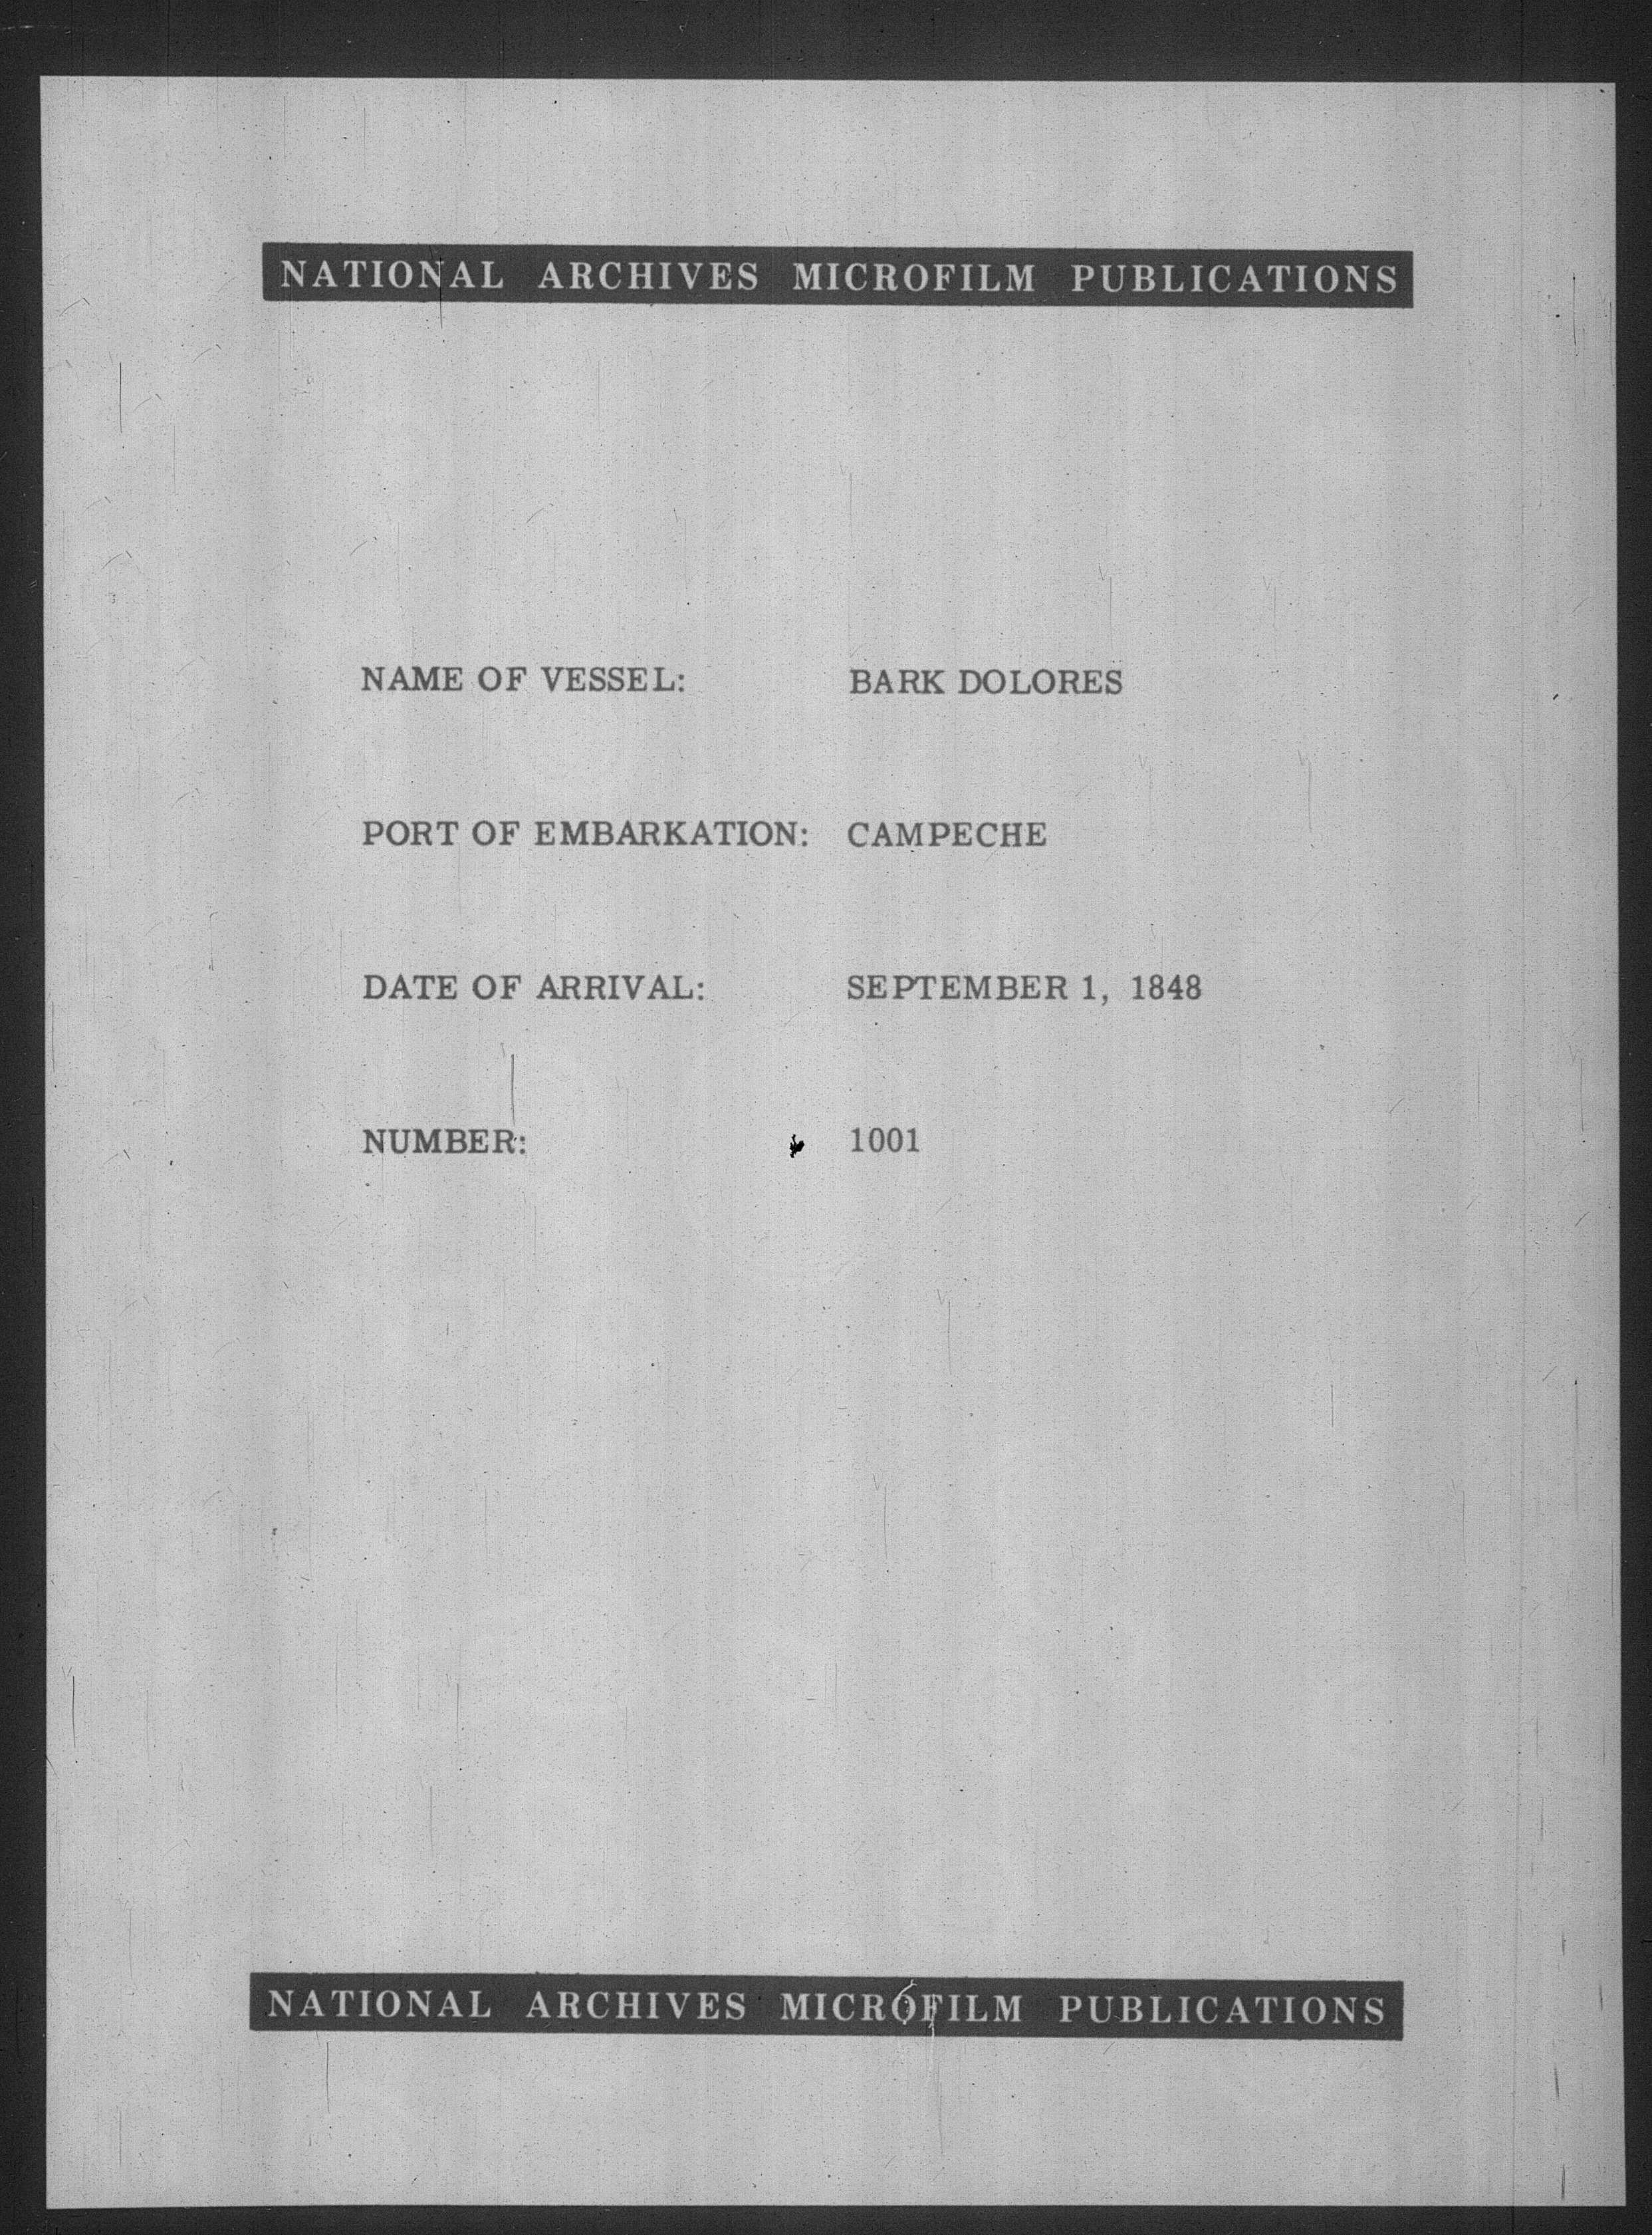 NATIONAL ARCHIVES MICROFILM PUBLICATIONS
NAME OF VESSEL: BARK DOLORES
PORT OF EMBARKATION: CAMPECHE
DATE OF ARRIVAL: SEPTEMBER 1, 1848
NUMBER: 1001
NATIONAL ARCHIVES MICROFILM PUBLICATIONS